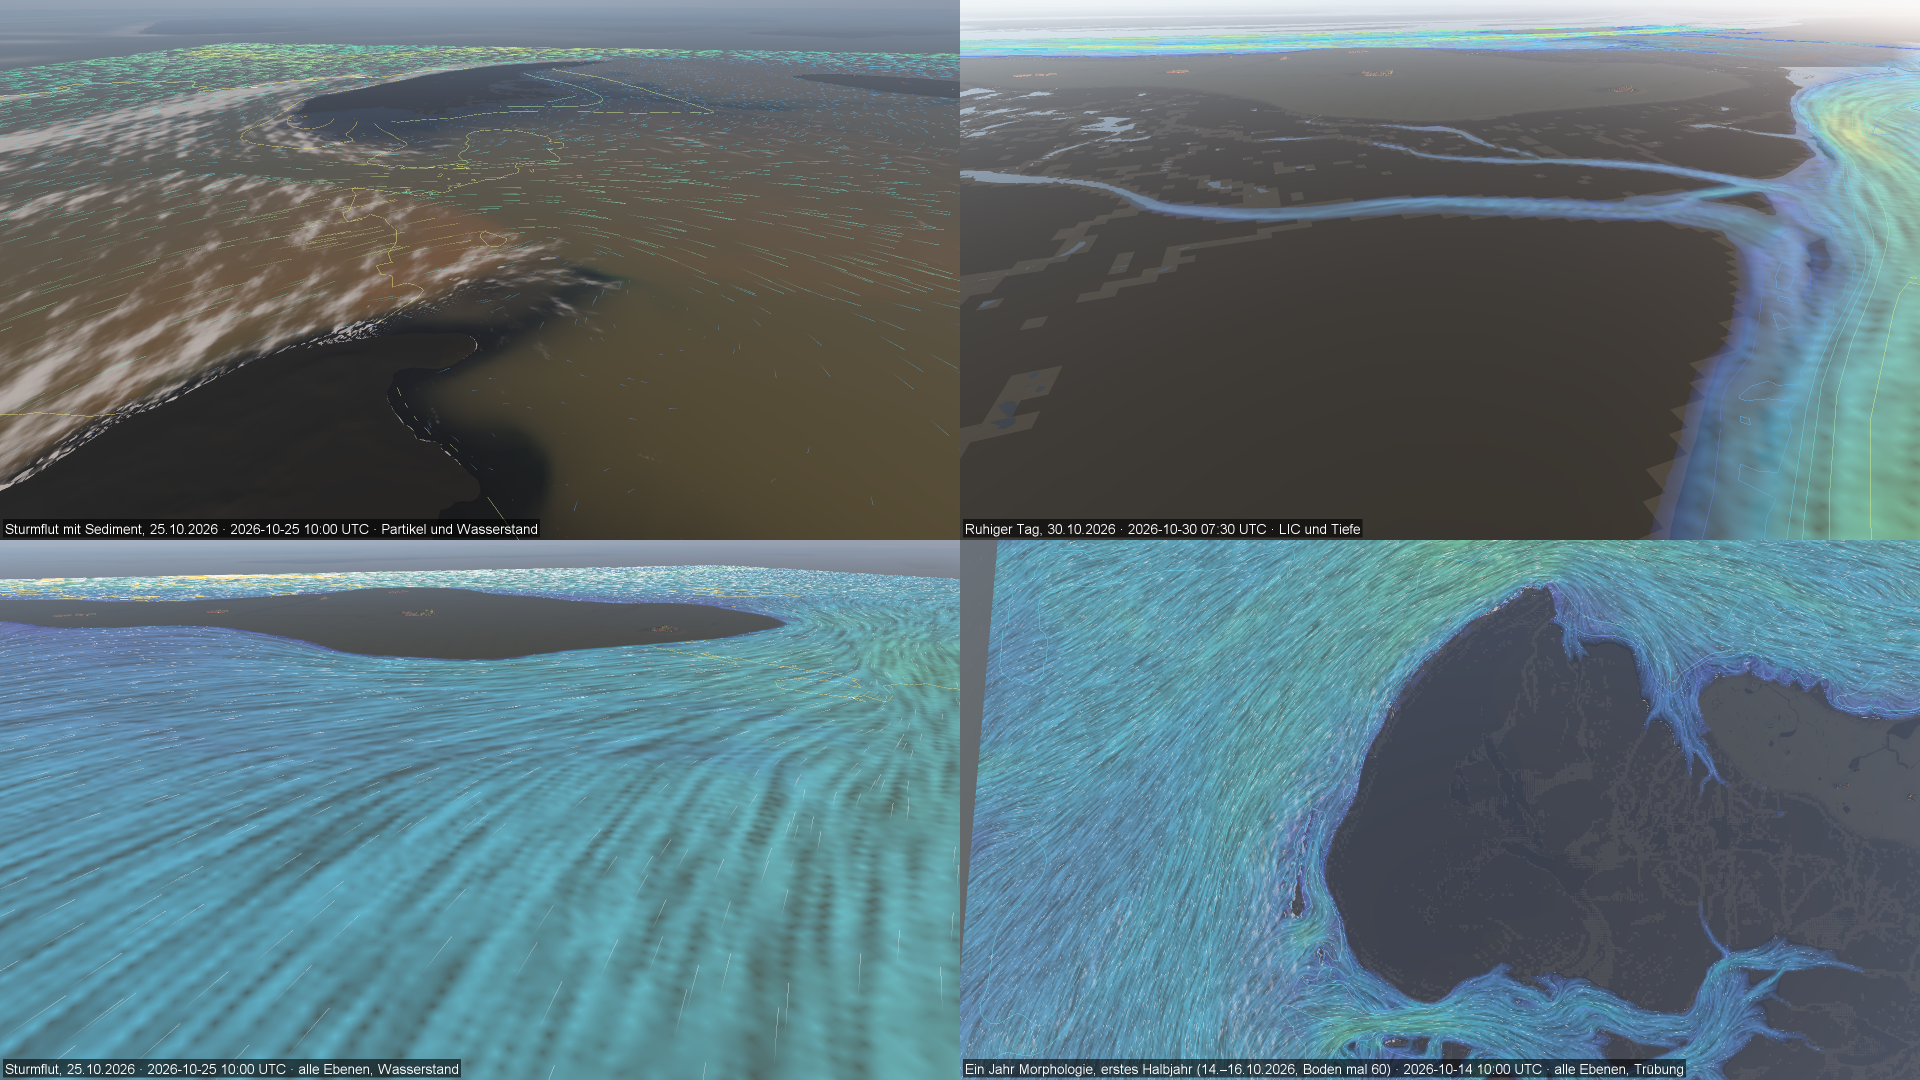 Sturmflut mit Sediment, 25.10.2026 · 2026-10-25 10:00 UTC · Partikel und Wasserstand
Ruhiger Tag, 30.10.2026 · 2026-10-30 07:30 UTC · LIC und Tiefe
Sturmflut, 25.10.2026 · 2026-10-25 10:00 UTC · alle Ebenen, Wasserstand
Ein Jahr Morphologie, erstes Halbjahr (14.–16.10.2026, Boden mal 60) · 2026-10-14 10:00 UTC · alle Ebenen, Trübung